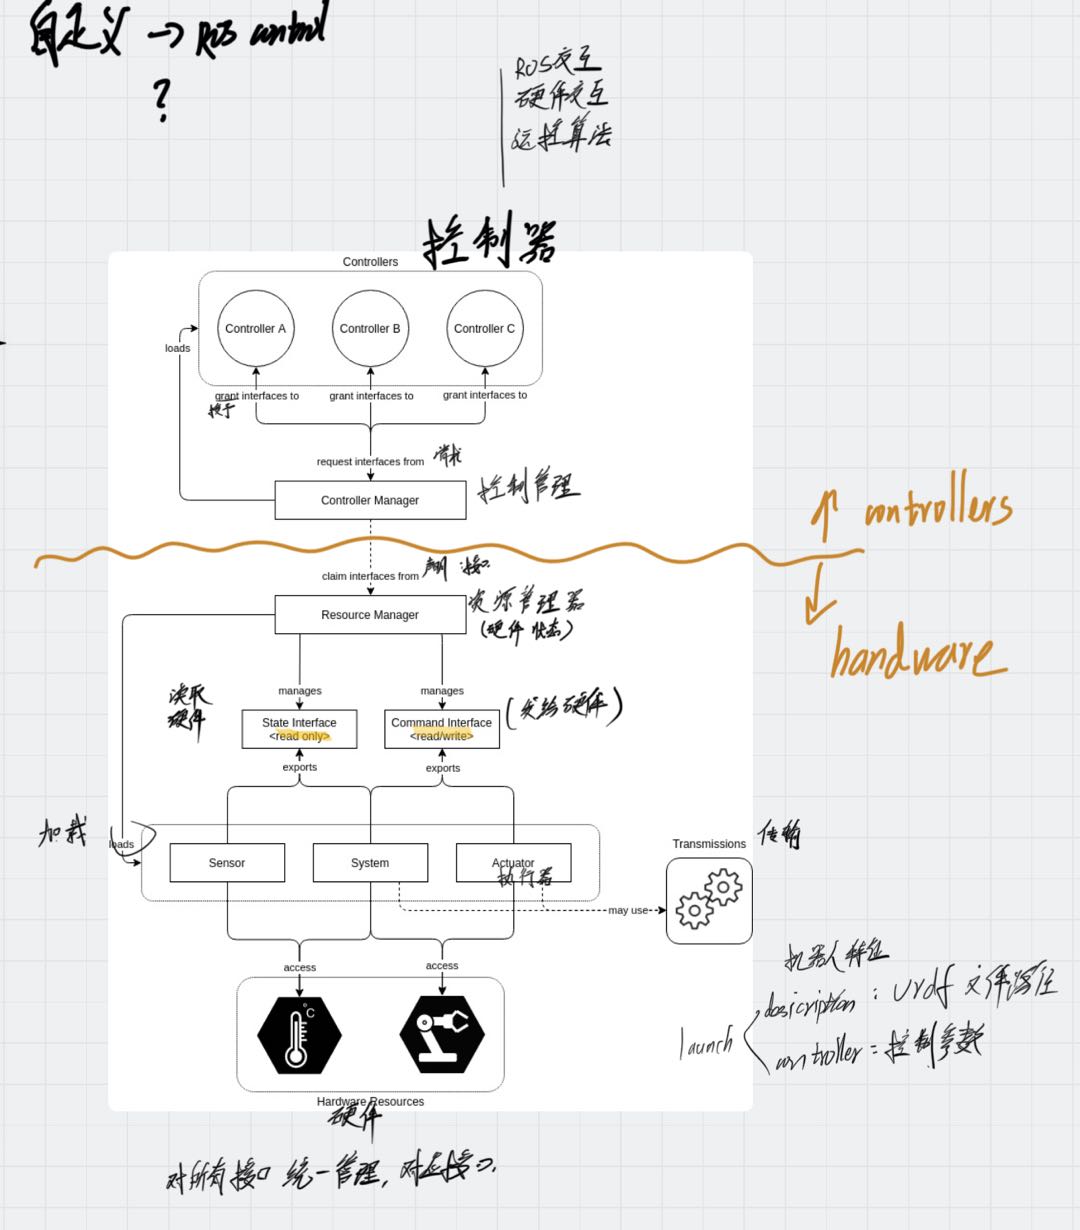 自定义 → ROS control
?
ROS交互
硬件交互
运控算法
控制器
Controllers
Controller A
Controller B
Controller C
loads
grant interfaces to
grant interfaces to
grant interfaces to
授予
request interfaces from
Controller Manager
控制管理
↑ controllers
claim interfaces from
声明 接口
Resource Manager
资源管理器
(硬件状态)
↓ hardware
manages
manages
读取
硬件
State Interface
<read only>
Command Interface
<read/write>
(发给硬件)
exports
exports
加载
loads
Sensor
System
Actuator
执行器
Transmissions
传输
may use
access
access
°C
机器人特征
launch
dosicription : urdf 文件路径
controller = 控制参数
Hardware Resources
硬件
对所有接口 统一管理, 对应接口.